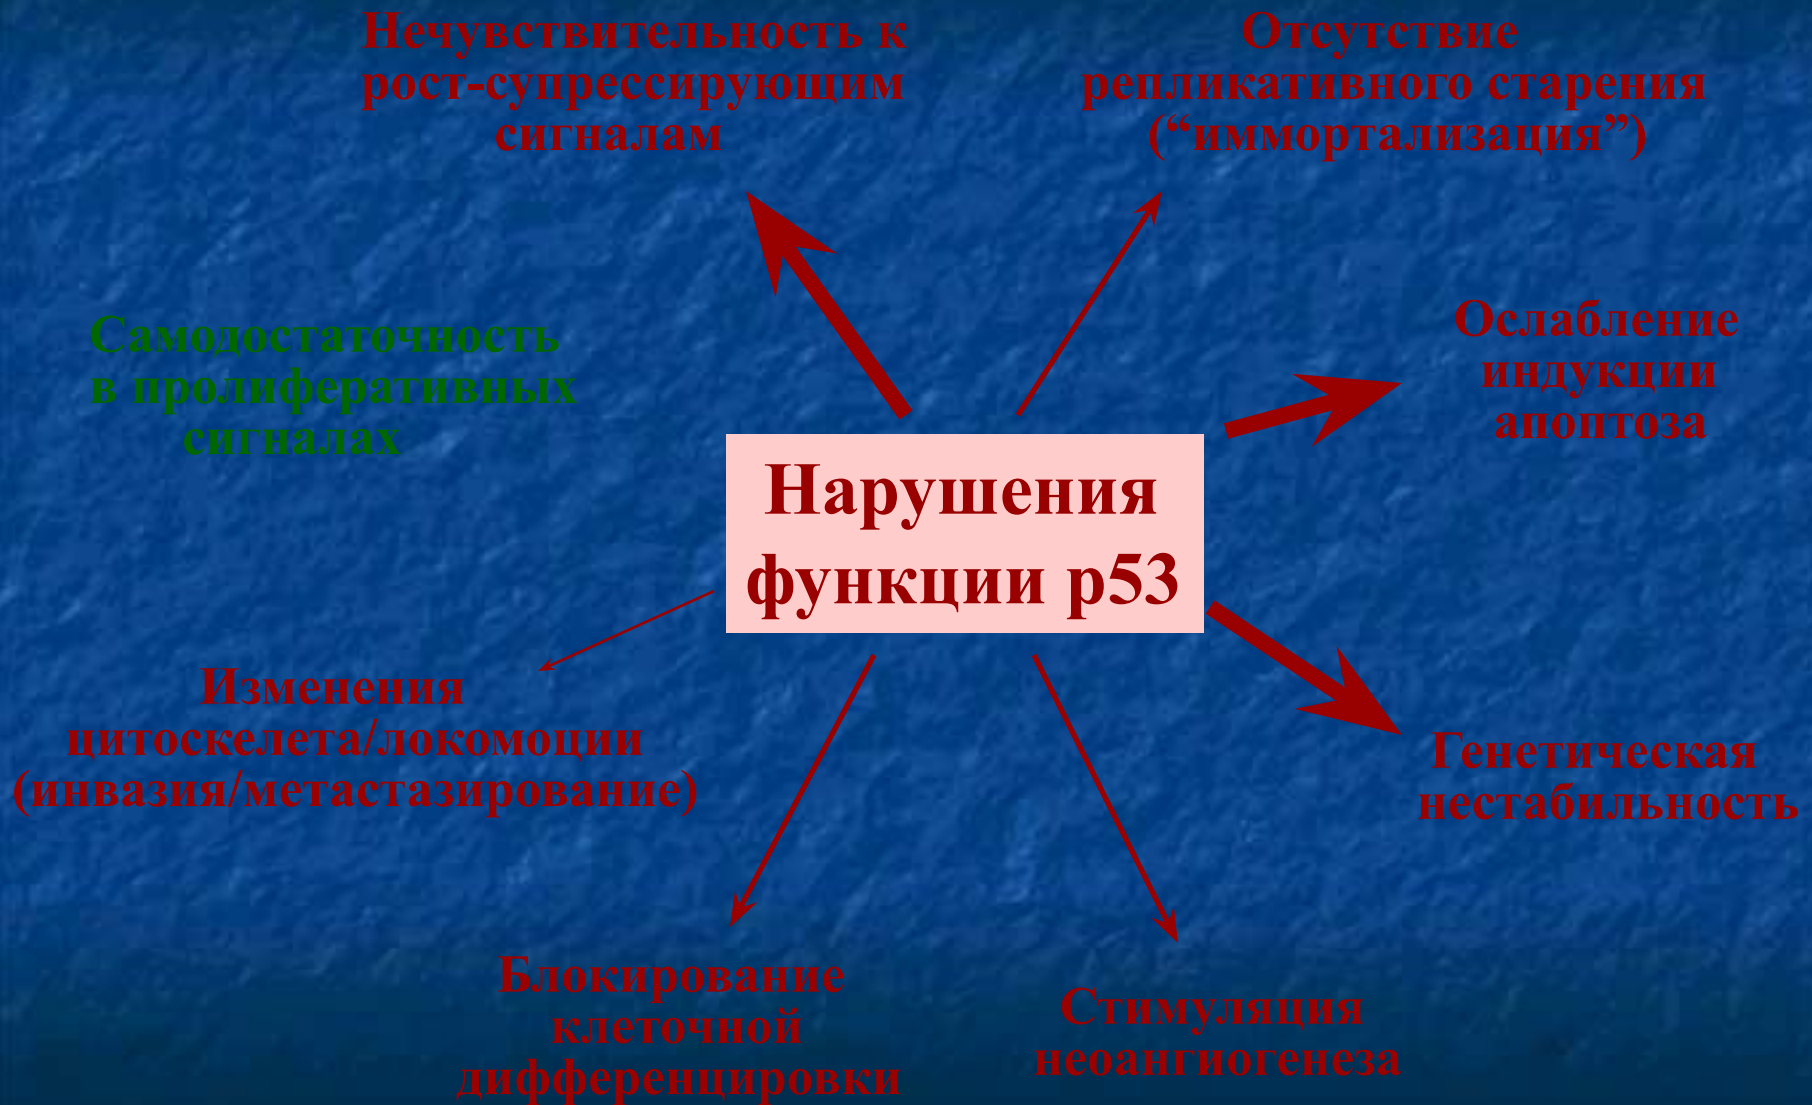 Нечувствительность к
рост-супрессирующим
сигналам
Отсутствие
репликативного старения
(“иммортализация”)
Самодостаточность
в пролиферативных
сигналах
Ослабление
индукции
апоптоза
Нарушения
функции р53
Изменения
цитоскелета/локомоции
(инвазия/метастазирование)
Генетическая
нестабильность
Блокирование
клеточной
дифференцировки
Стимуляция
неоангиогенеза